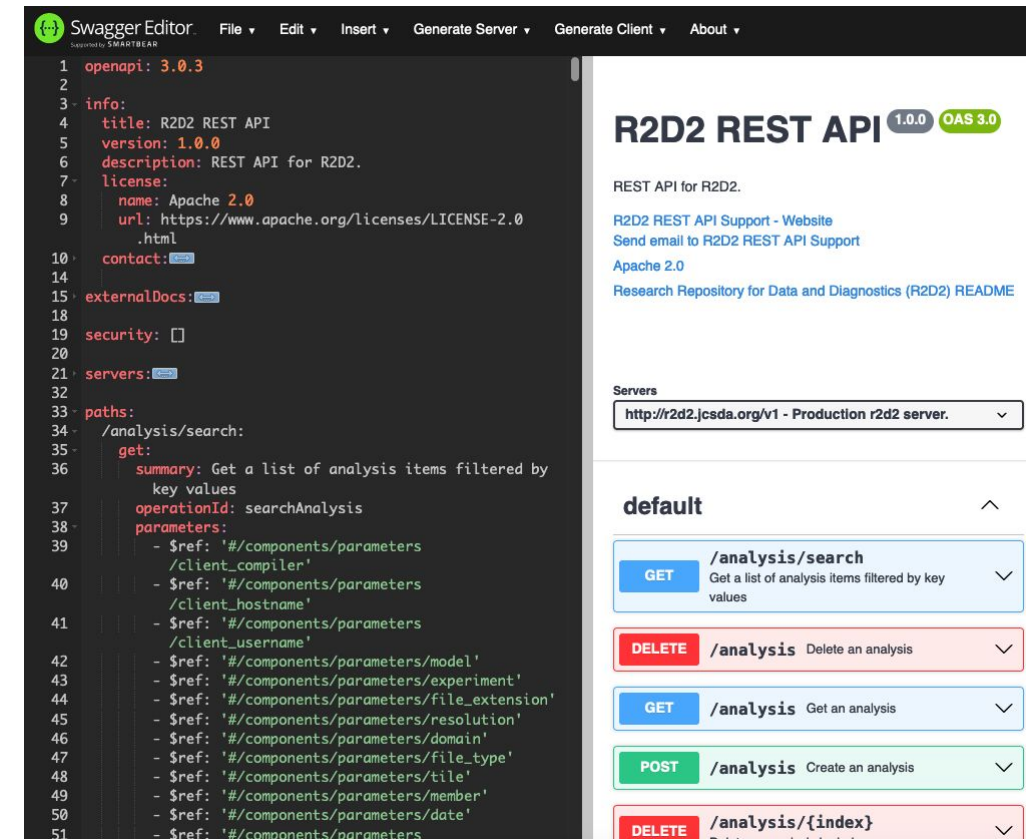 Swagger Editor.
Supported by SMARTBEAR
File ▾ Edit ▾ Insert ▾ Generate Server ▾ Generate Client ▾ About ▾
1 openapi: 3.0.3
2
3 info:
4 title: R2D2 REST API
5 version: 1.0.0
6 description: REST API for R2D2.
7 license:
8 name: Apache 2.0
9 url: https://www.apache.org/licenses/LICENSE-2.0
.html
10 contact:
14
15 externalDocs:
18
19 security: []
20
21 servers:
32
33 paths:
34 /analysis/search:
35 get:
36 summary: Get a list of analysis items filtered by
key values
37 operationId: searchAnalysis
38 parameters:
39 - $ref: '#/components/parameters
/client_compiler'
40 - $ref: '#/components/parameters
/client_hostname'
41 - $ref: '#/components/parameters
/client_username'
42 - $ref: '#/components/parameters/model'
43 - $ref: '#/components/parameters/experiment'
44 - $ref: '#/components/parameters/file_extension'
45 - $ref: '#/components/parameters/resolution'
46 - $ref: '#/components/parameters/domain'
47 - $ref: '#/components/parameters/file_type'
48 - $ref: '#/components/parameters/tile'
49 - $ref: '#/components/parameters/member'
50 - $ref: '#/components/parameters/date'
51 - $ref: '#/components/parameters
R2D2 REST API 1.0.0 OAS 3.0
REST API for R2D2.
R2D2 REST API Support - Website
Send email to R2D2 REST API Support
Apache 2.0
Research Repository for Data and Diagnostics (R2D2) README
Servers
http://r2d2.jcsda.org/v1 - Production r2d2 server.
default
GET /analysis/search
Get a list of analysis items filtered by key
values
DELETE /analysis Delete an analysis
GET /analysis Get an analysis
POST /analysis Create an analysis
DELETE /analysis/{index}